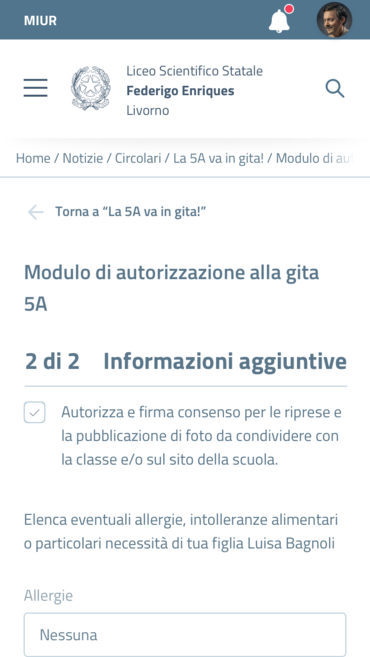 MIUR
Liceo Scientifico Statale
Federigo Enriques
Livorno
Home / Notizie / Circolari / La 5A va in gita! / Modulo di au
Torna a “La 5A va in gita!”
Modulo di autorizzazione alla gita
5A
2 di 2 Informazioni aggiuntive
Autorizza e firma consenso per le riprese e
la pubblicazione di foto da condividere con
la classe e/o sul sito della scuola.
Elenca eventuali allergie, intolleranze alimentari
o particolari necessità di tua figlia Luisa Bagnoli
Allergie
Nessuna